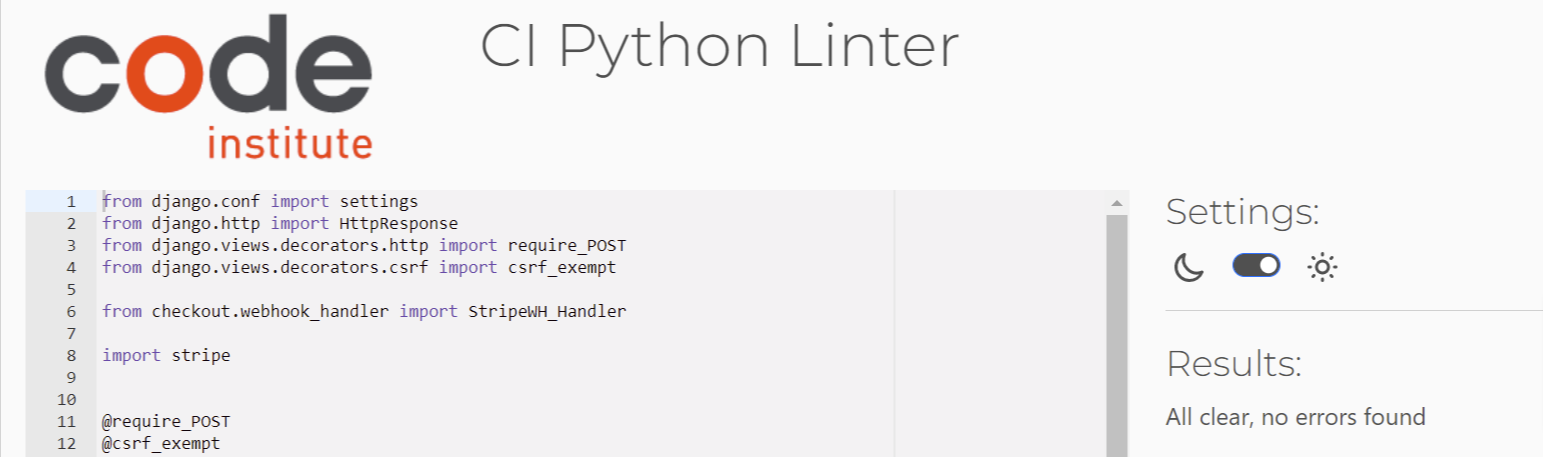 code
institute
CI Python Linter
1 from django.conf import settings
2 from django.http import HttpResponse
3 from django.views.decorators.http import require_POST
4 from django.views.decorators.csrf import csrf_exempt
5
6 from checkout.webhook_handler import StripeWH_Handler
7
8 import stripe
9
10
11 @require_POST
12 @csrf_exempt
Settings:
Results:
All clear, no errors found